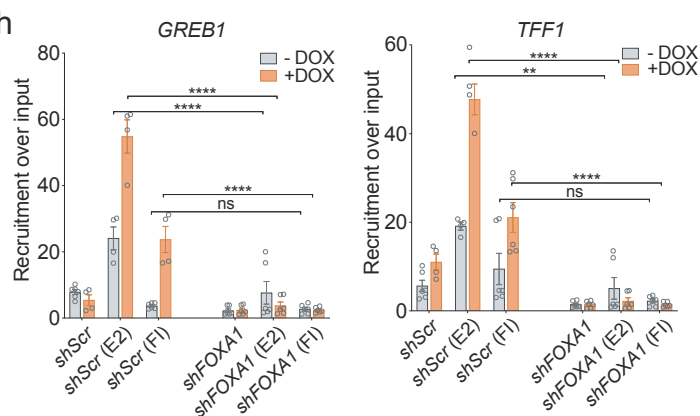 h
GREB1
Recruitment over input
80
60
40
20
0
- DOX
+DOX
****
****
****
ns
shScr
shScr (E2)
shScr (FI)
shFOXA1
shFOXA1 (E2)
shFOXA1 (FI)
TFF1
Recruitment over input
60
40
20
0
- DOX
+DOX
****
**
****
ns
shScr
shScr (E2)
shScr (FI)
shFOXA1
shFOXA1 (E2)
shFOXA1 (FI)